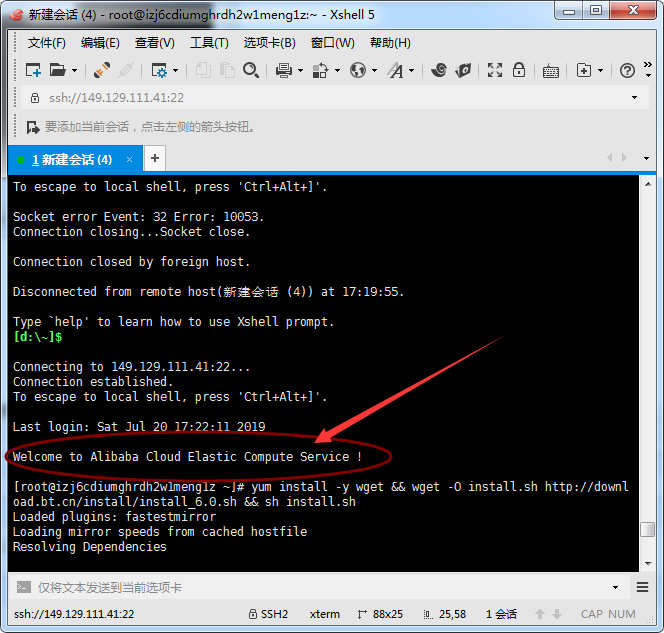 新建会话 (4) - root@izj6cdiumghrdh2w1meng1z:~ - Xshell 5
文件(F) 编辑(E) 查看(V) 工具(T) 选项卡(B) 窗口(W) 帮助(H)
ssh://149.129.111.41:22
要添加当前会话，点击左侧的箭头按钮。
1 新建会话 (4) × +
To escape to local shell, press 'Ctrl+Alt+]'.
Socket error Event: 32 Error: 10053.
Connection closing...Socket close.
Connection closed by foreign host.
Disconnected from remote host(新建会话 (4)) at 17:19:55.
Type `help' to learn how to use Xshell prompt.
[d:\~]$
Connecting to 149.129.111.41:22...
Connection established.
To escape to local shell, press 'Ctrl+Alt+]'.
Last login: Sat Jul 20 17:22:11 2019
Welcome to Alibaba Cloud Elastic Compute Service !
[root@izj6cdiumghrdh2w1meng1z ~]# yum install -y wget && wget -O install.sh http://downl
oad.bt.cn/install/install_6.0.sh && sh install.sh
Loaded plugins: fastestmirror
Loading mirror speeds from cached hostfile
Resolving Dependencies
仅将文本发送到当前选项卡
ssh://149.129.111.41:22 SSH2 xterm 88x25 25,58 1 会话 CAP NUM